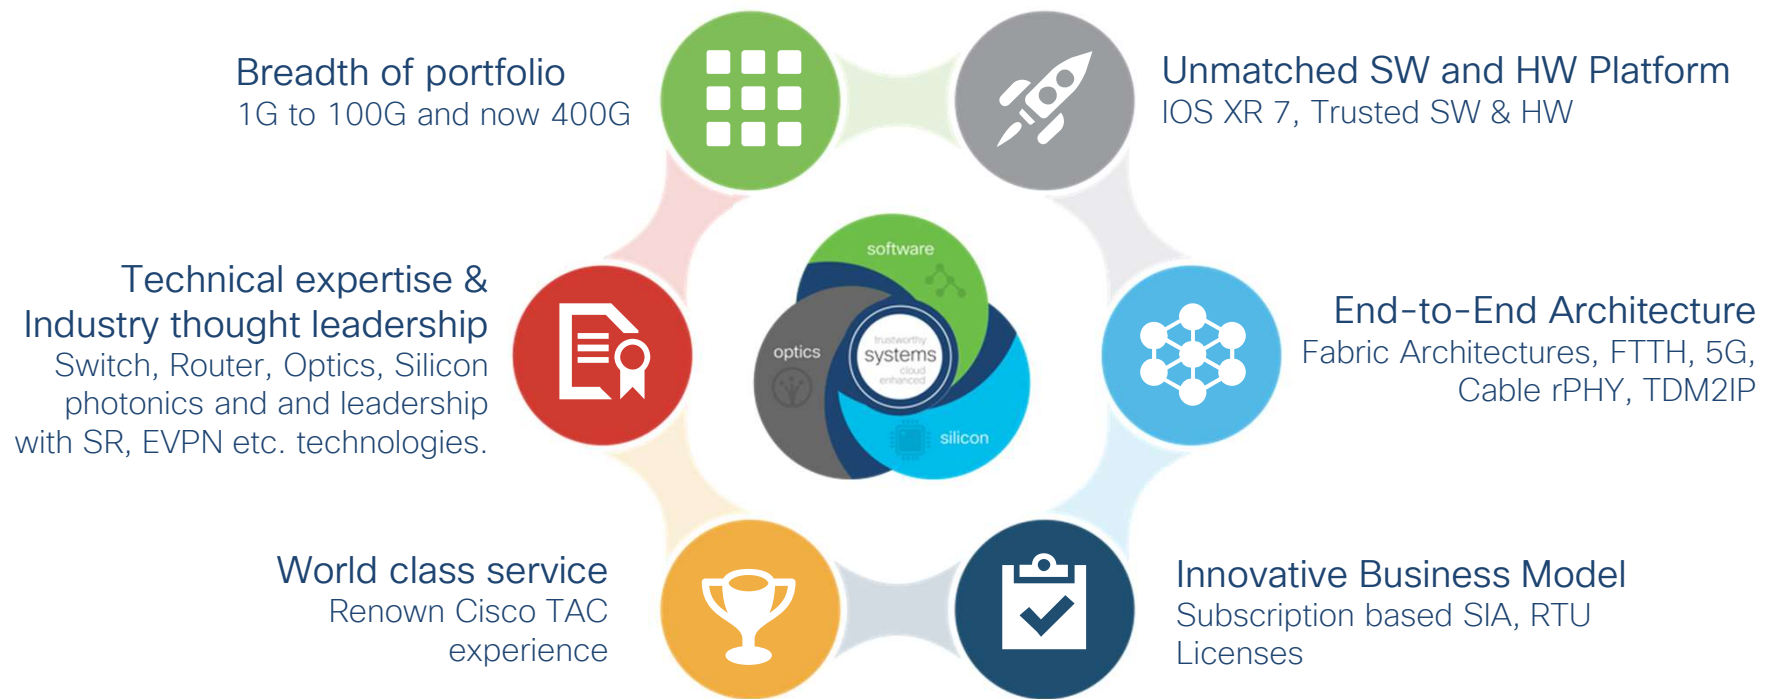 Breadth of portfolio
1G to 100G and now 400G
Unmatched SW and HW Platform
IOS XR 7, Trusted SW & HW
Technical expertise &
Industry thought leadership
Switch, Router, Optics, Silicon
photonics and and leadership
with SR, EVPN etc. technologies.
software
optics
trustworthy
systems
cloud
enhanced
silicon
End-to-End Architecture
Fabric Architectures, FTTH, 5G,
Cable rPHY, TDM2IP
World class service
Renown Cisco TAC
experience
Innovative Business Model
Subscription based SIA, RTU
Licenses